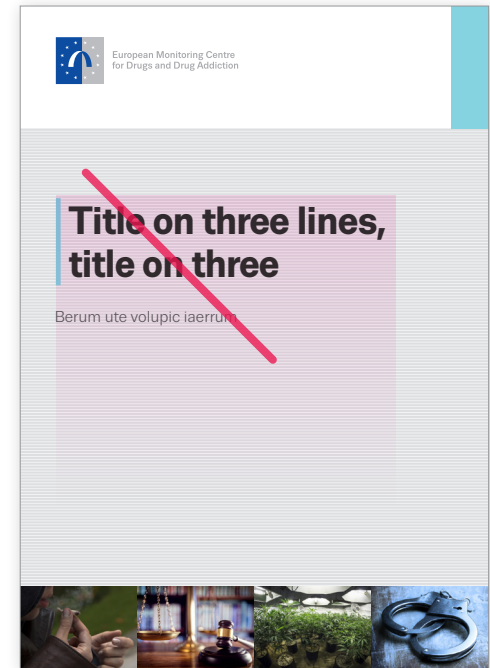 European Monitoring Centre
for Drugs and Drug Addiction
Title on three lines,
title on three
Berum ute volupic iaerrum